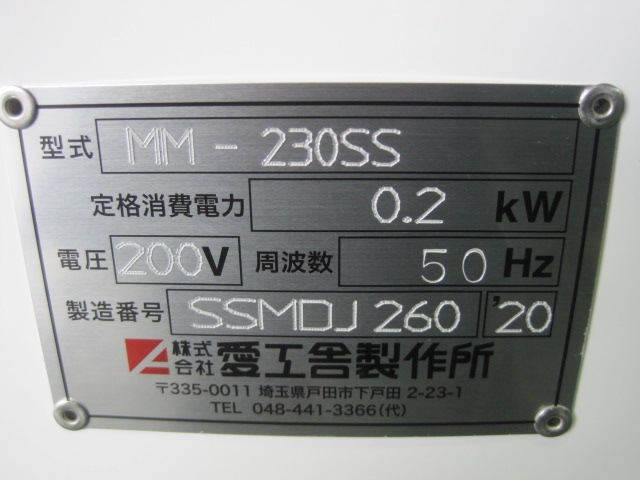 型式 MM-230SS
定格消費電力 0.2 kW
電圧 200V 周波数 50 Hz
製造番号 SSMDJ 260 '20
株式会社 愛工舎製作所
〒335-0011 埼玉県戸田市下戸田 2-23-1
TEL 048-441-3366(代)